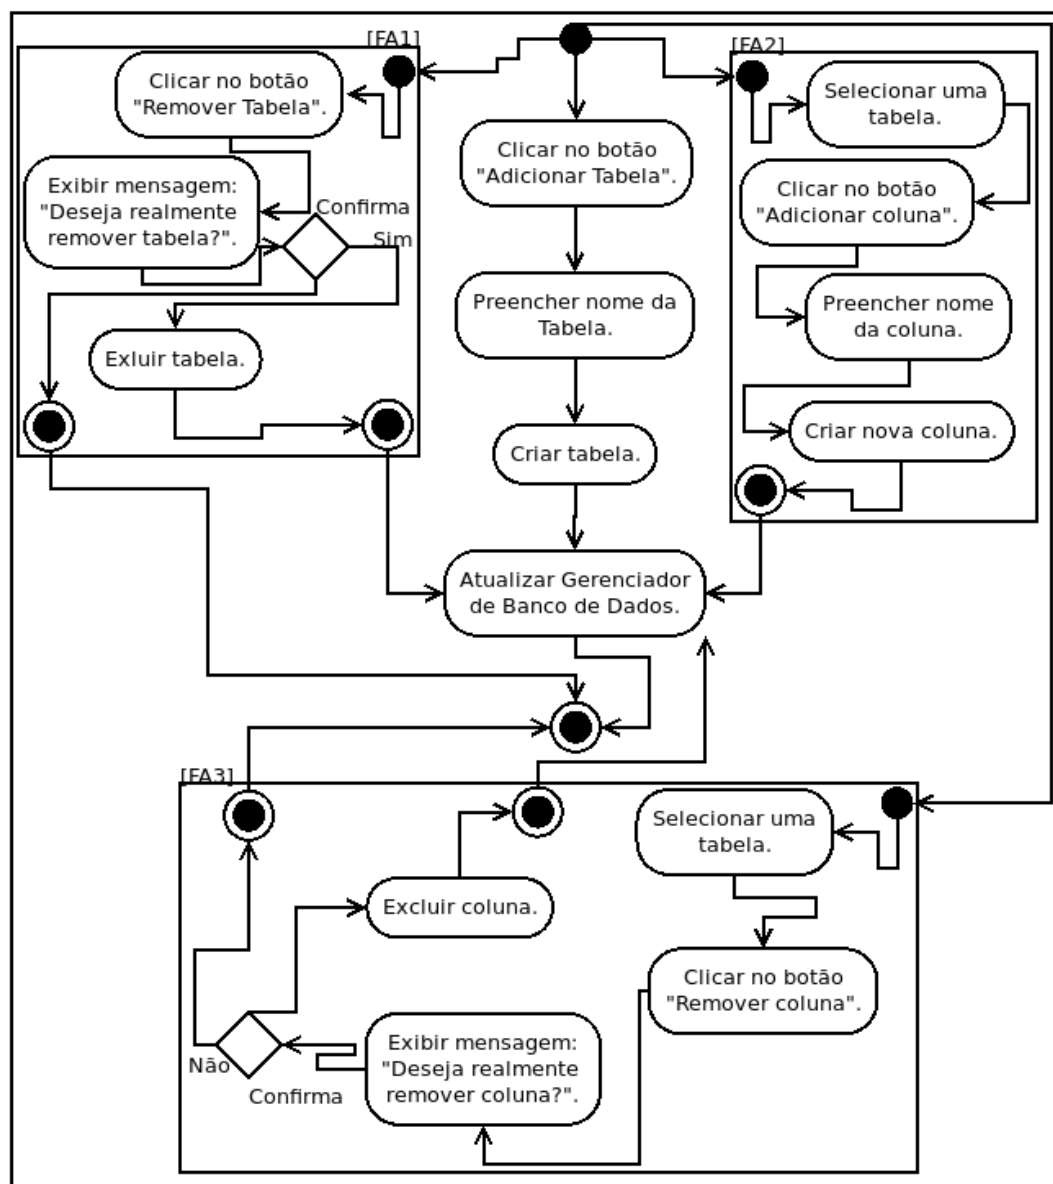 [FA1]
Clicar no botão
"Remover Tabela".
Exibir mensagem:
"Deseja realmente
remover tabela?".
Confirma
Sim
Exluir tabela.
Clicar no botão
"Adicionar Tabela".
Preencher nome da
Tabela.
Criar tabela.
Atualizar Gerenciador
de Banco de Dados.
[FA2]
Selecionar uma
tabela.
Clicar no botão
"Adicionar coluna".
Preencher nome
da coluna.
Criar nova coluna.
[FA3]
Selecionar uma
tabela.
Clicar no botão
"Remover coluna".
Exibir mensagem:
"Deseja realmente
remover coluna?".
Confirma
Não
Excluir coluna.